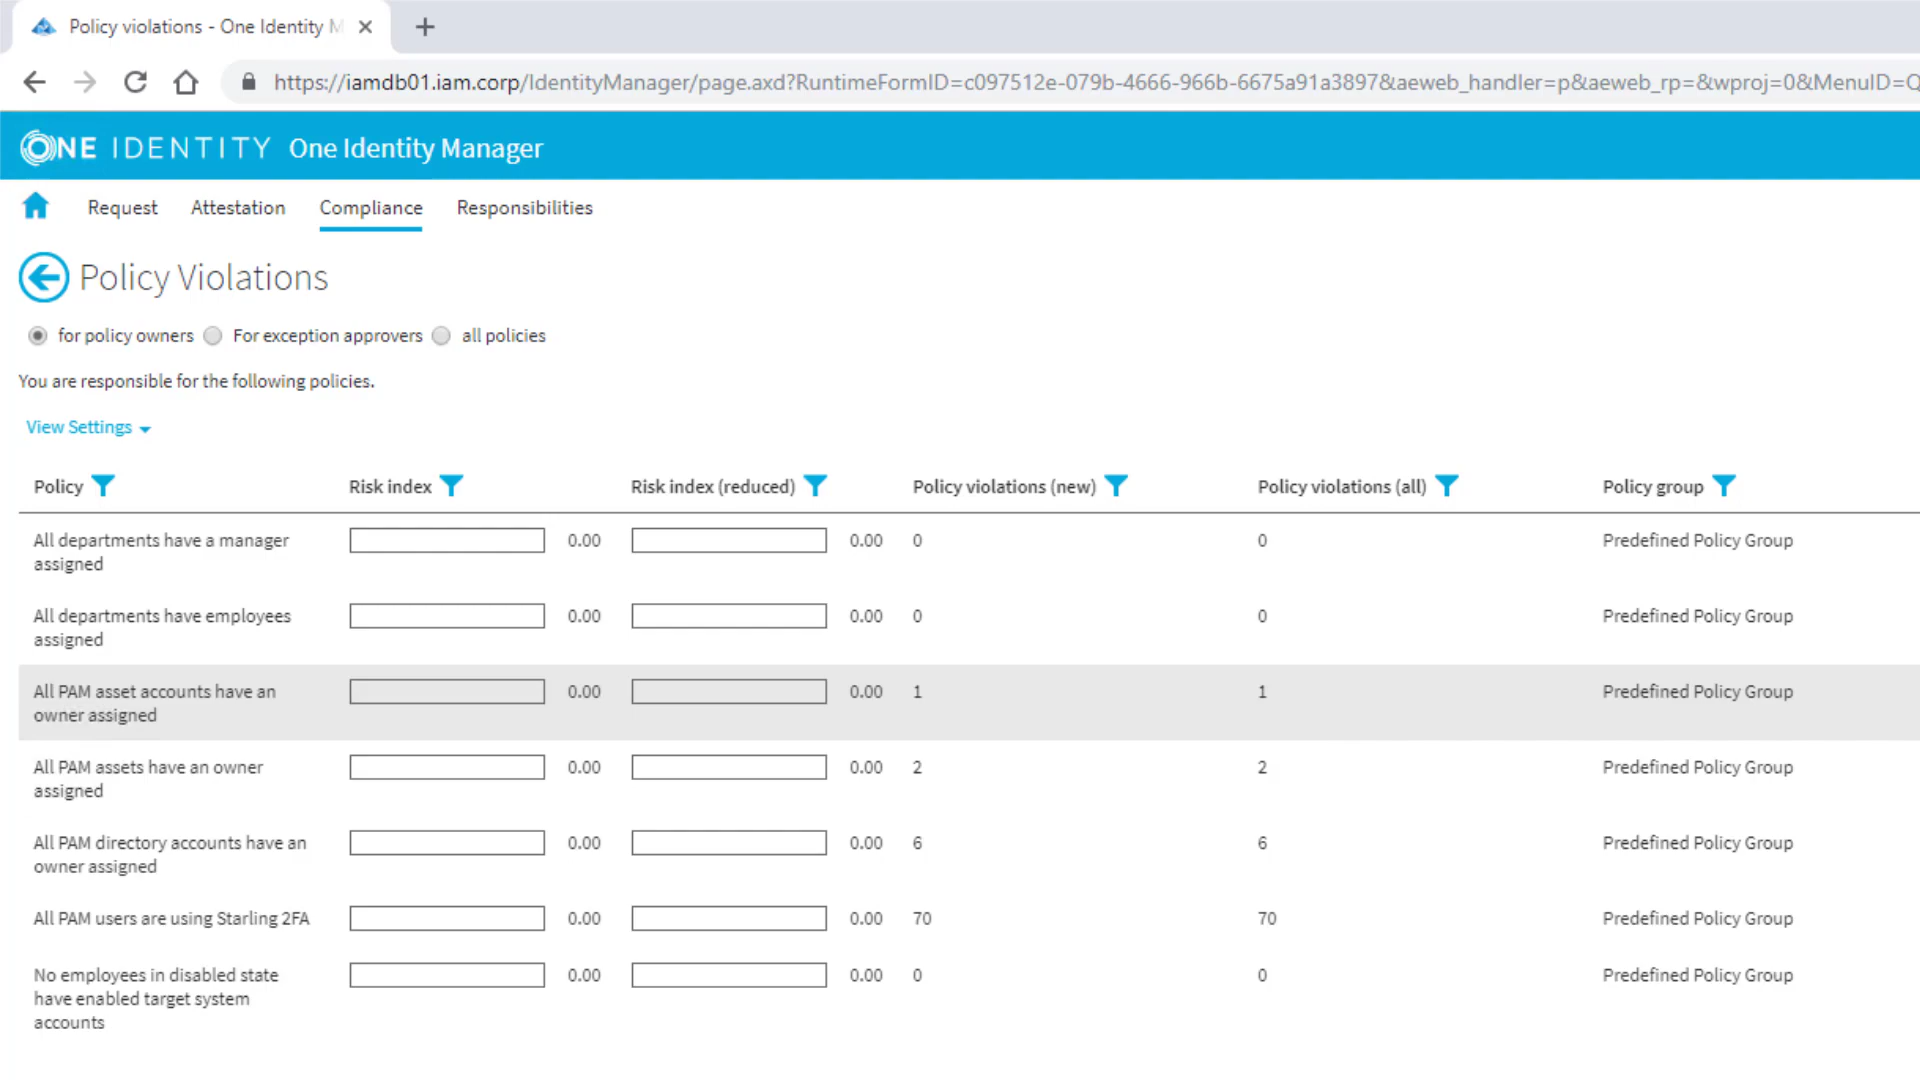 Policy violations - One Identity M
https://iamdb01.iam.corp/IdentityManager/page.axd?RuntimeFormID=c097512e-079b-4666-966b-6675a91a3897&aeweb_handler=p&aeweb_rp=&wproj=0&MenuID=Q
ONE IDENTITY One Identity Manager
Request Attestation Compliance Responsibilities
Policy Violations
for policy owners For exception approvers all policies
You are responsible for the following policies.
View Settings
Policy Risk index Risk index (reduced) Policy violations (new) Policy violations (all) Policy group
All departments have a manager 0.00 0.00 0 0 Predefined Policy Group
assigned
All departments have employees 0.00 0.00 0 0 Predefined Policy Group
assigned
All PAM asset accounts have an 0.00 0.00 1 1 Predefined Policy Group
owner assigned
All PAM assets have an owner 0.00 0.00 2 2 Predefined Policy Group
assigned
All PAM directory accounts have an 0.00 0.00 6 6 Predefined Policy Group
owner assigned
All PAM users are using Starling 2FA 0.00 0.00 70 70 Predefined Policy Group
No employees in disabled state 0.00 0.00 0 0 Predefined Policy Group
have enabled target system
accounts